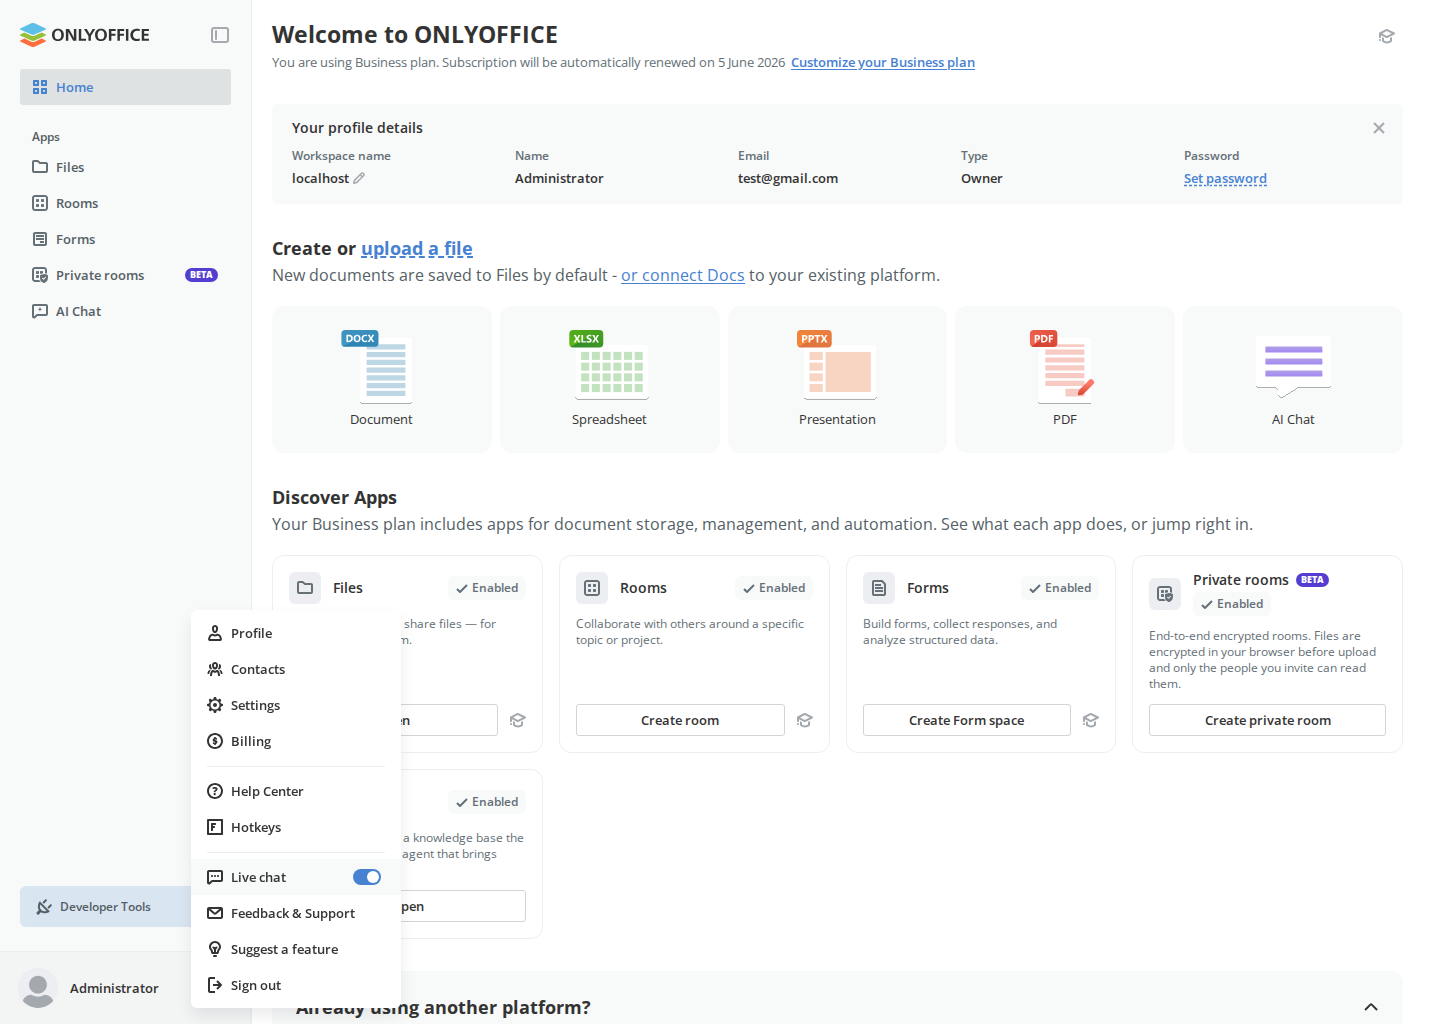 ONLYOFFICE
Home
Apps
Files
Rooms
Forms
Private rooms BETA
AI Chat
Developer Tools
Administrator
Welcome to ONLYOFFICE
You are using Business plan. Subscription will be automatically renewed on 5 June 2026 Customize your Business plan
Your profile details
Workspace name
localhost
Name
Administrator
Email
test@gmail.com
Type
Owner
Password
Set password
Create or upload a file
New documents are saved to Files by default - or connect Docs to your existing platform.
DOCX
Document
XLSX
Spreadsheet
PPTX
Presentation
PDF
PDF
AI Chat
Discover Apps
Your Business plan includes apps for document storage, management, and automation. See what each app does, or jump right in.
Files Enabled
share files — for
Rooms Enabled
Collaborate with others around a specific
topic or project.
Create room
Forms Enabled
Build forms, collect responses, and
analyze structured data.
Create Form space
Private rooms BETA
Enabled
End-to-end encrypted rooms. Files are
encrypted in your browser before upload
and only the people you invite can read
them.
Create private room
Enabled
a knowledge base the
agent that brings
Profile
Contacts
Settings
Billing
Help Center
Hotkeys
Live chat
Feedback & Support
Suggest a feature
Sign out
Already using another platform?